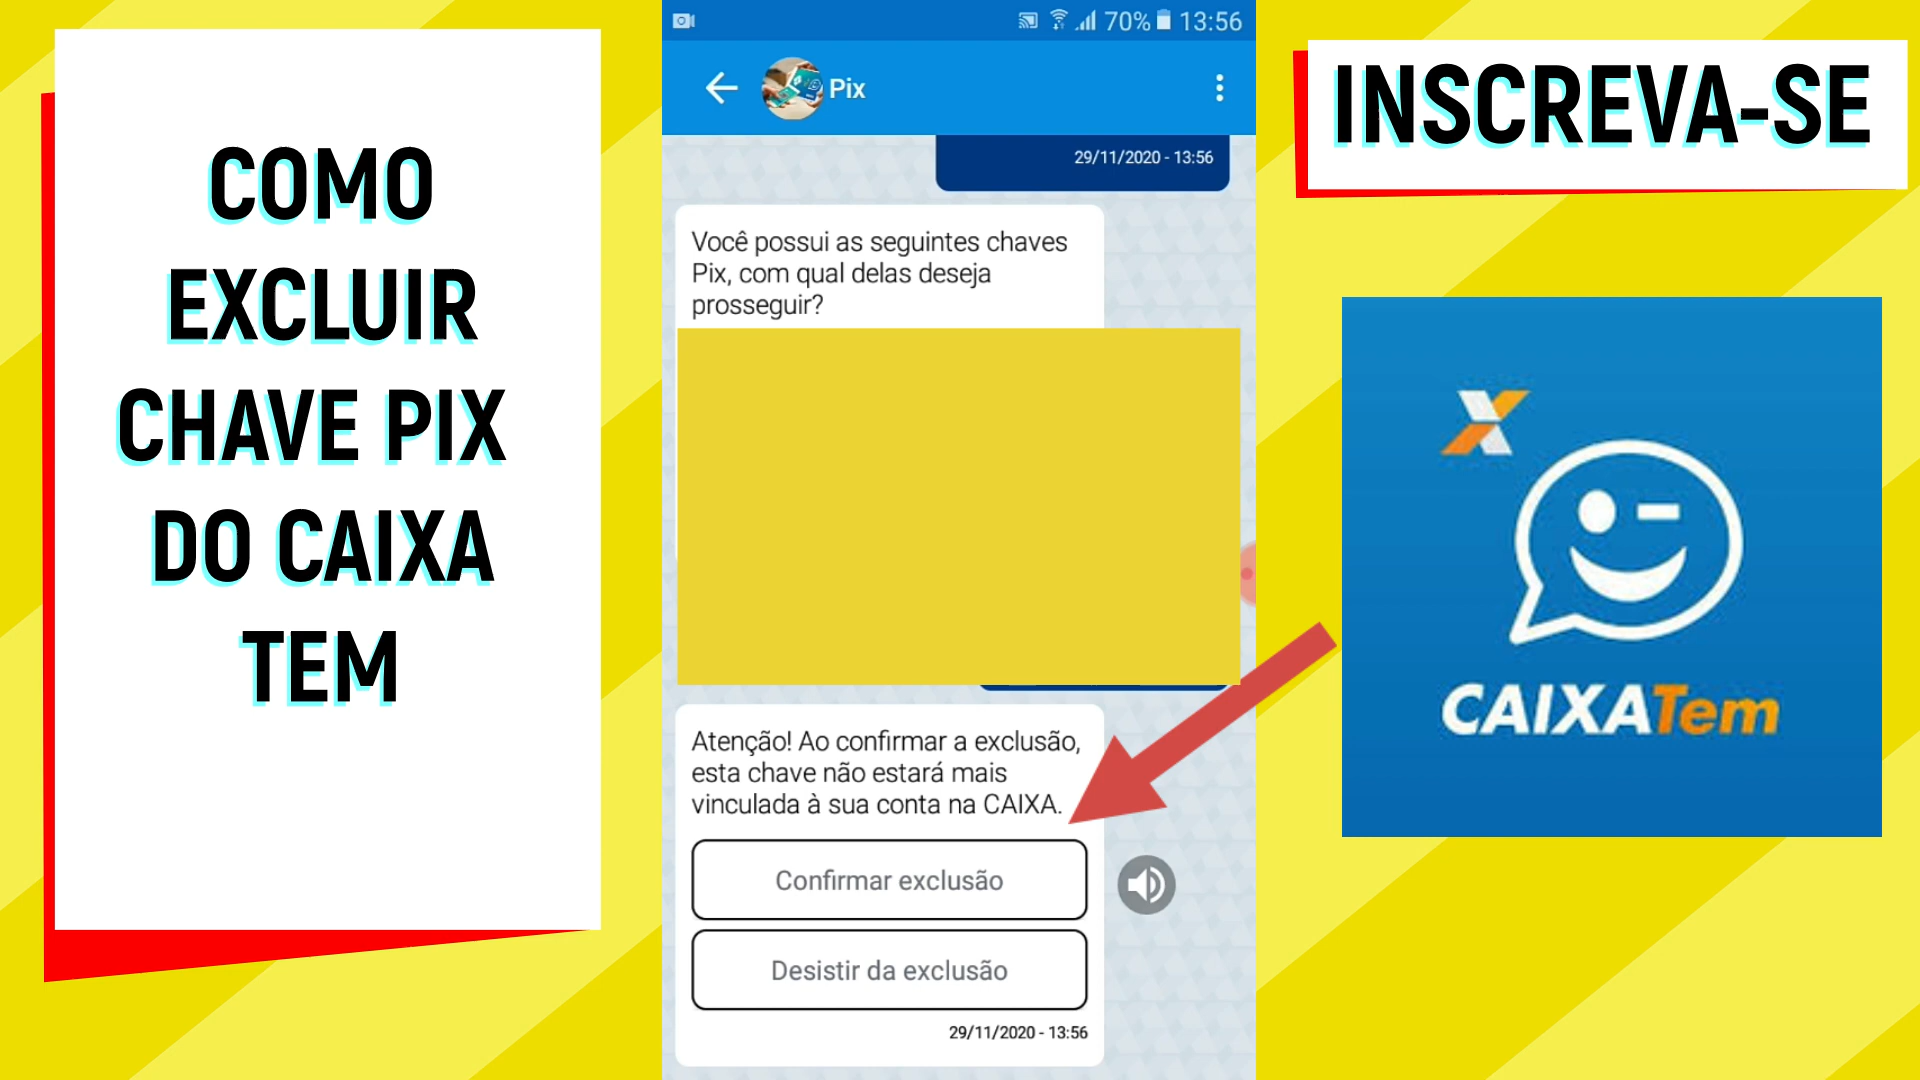 COMO
EXCLUIR
CHAVE PIX
DO CAIXA
TEM
70% 13:56
Pix
29/11/2020 - 13:56
Você possui as seguintes chaves
Pix, com qual delas deseja
prosseguir?
Atenção! Ao confirmar a exclusão,
esta chave não estará mais
vinculada à sua conta na CAIXA.
Confirmar exclusão
Desistir da exclusão
29/11/2020 - 13:56
INSCREVA-SE
CAIXATem